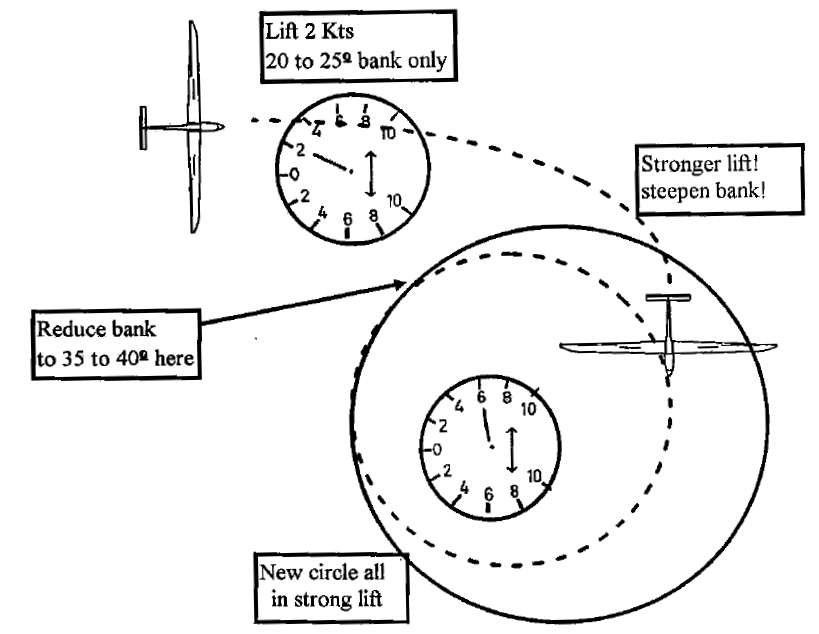 Lift 2 Kts
20 to 25º bank only
2 4 6 8 10
0
2 4 6 8 10
Stronger lift!
steepen bank!
Reduce bank
to 35 to 40º here
2 4 6 8 10
0
2 4 6 8 10
New circle all
in strong lift